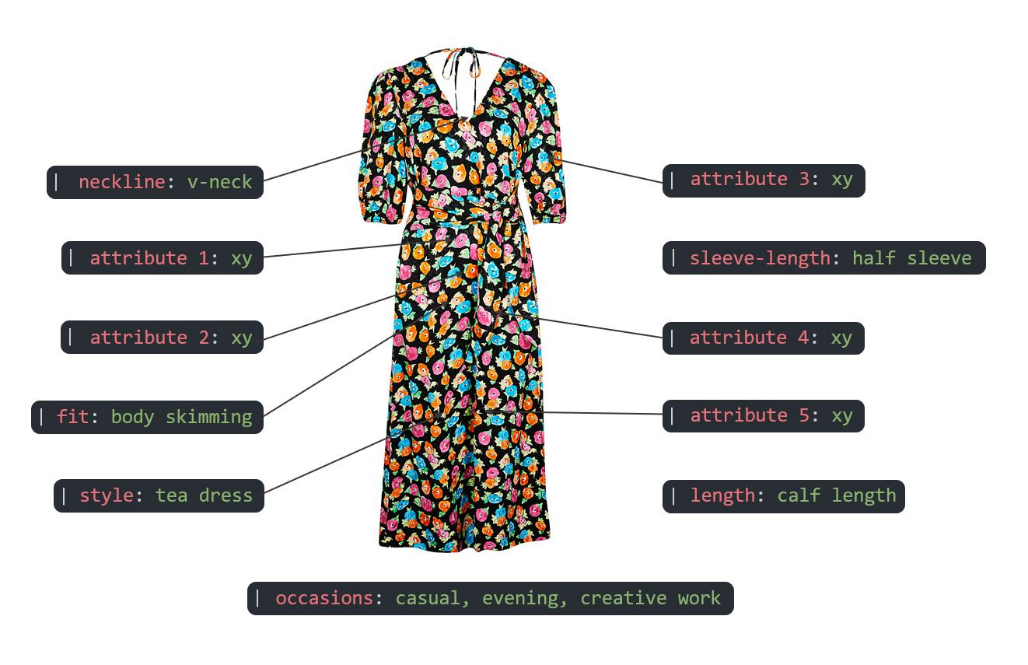 | neckline: v-neck
| attribute 1: xy
| attribute 2: xy
| fit: body skimming
| style: tea dress
| attribute 3: xy
| sleeve-length: half sleeve
| attribute 4: xy
| attribute 5: xy
| length: calf length
| occasions: casual, evening, creative work